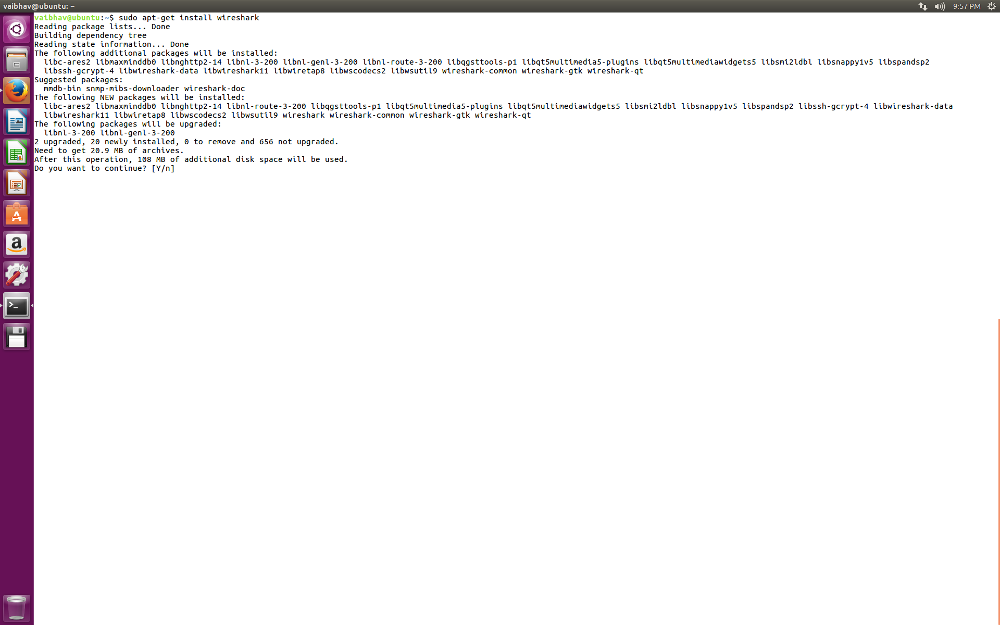 vaibhav@ubuntu: ~
9:57 PM
vaibhav@ubuntu:~$ sudo apt-get install wireshark
Reading package lists... Done
Building dependency tree
Reading state information... Done
The following additional packages will be installed:
  libc-ares2 libmaxminddb0 libnghttp2-14 libnl-3-200 libnl-genl-3-200 libnl-route-3-200 libqgsttools-p1 libqt5multimedia5-plugins libqt5multimediawidgets5 libsmi2ldbl libsnappy1v5 libspandsp2
  libssh-gcrypt-4 libwireshark-data libwireshark11 libwiretap8 libwscodecs2 libwsutil9 wireshark-common wireshark-gtk wireshark-qt
Suggested packages:
  mmdb-bin snmp-mibs-downloader wireshark-doc
The following NEW packages will be installed:
  libc-ares2 libmaxminddb0 libnghttp2-14 libnl-route-3-200 libqgsttools-p1 libqt5multimedia5-plugins libqt5multimediawidgets5 libsmi2ldbl libsnappy1v5 libspandsp2 libssh-gcrypt-4 libwireshark-data
  libwireshark11 libwiretap8 libwscodecs2 libwsutil9 wireshark wireshark-common wireshark-gtk wireshark-qt
The following packages will be upgraded:
  libnl-3-200 libnl-genl-3-200
2 upgraded, 20 newly installed, 0 to remove and 656 not upgraded.
Need to get 20.9 MB of archives.
After this operation, 108 MB of additional disk space will be used.
Do you want to continue? [Y/n]